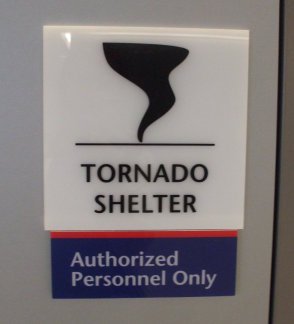 TORNADO
SHELTER
Authorized
Personnel Only